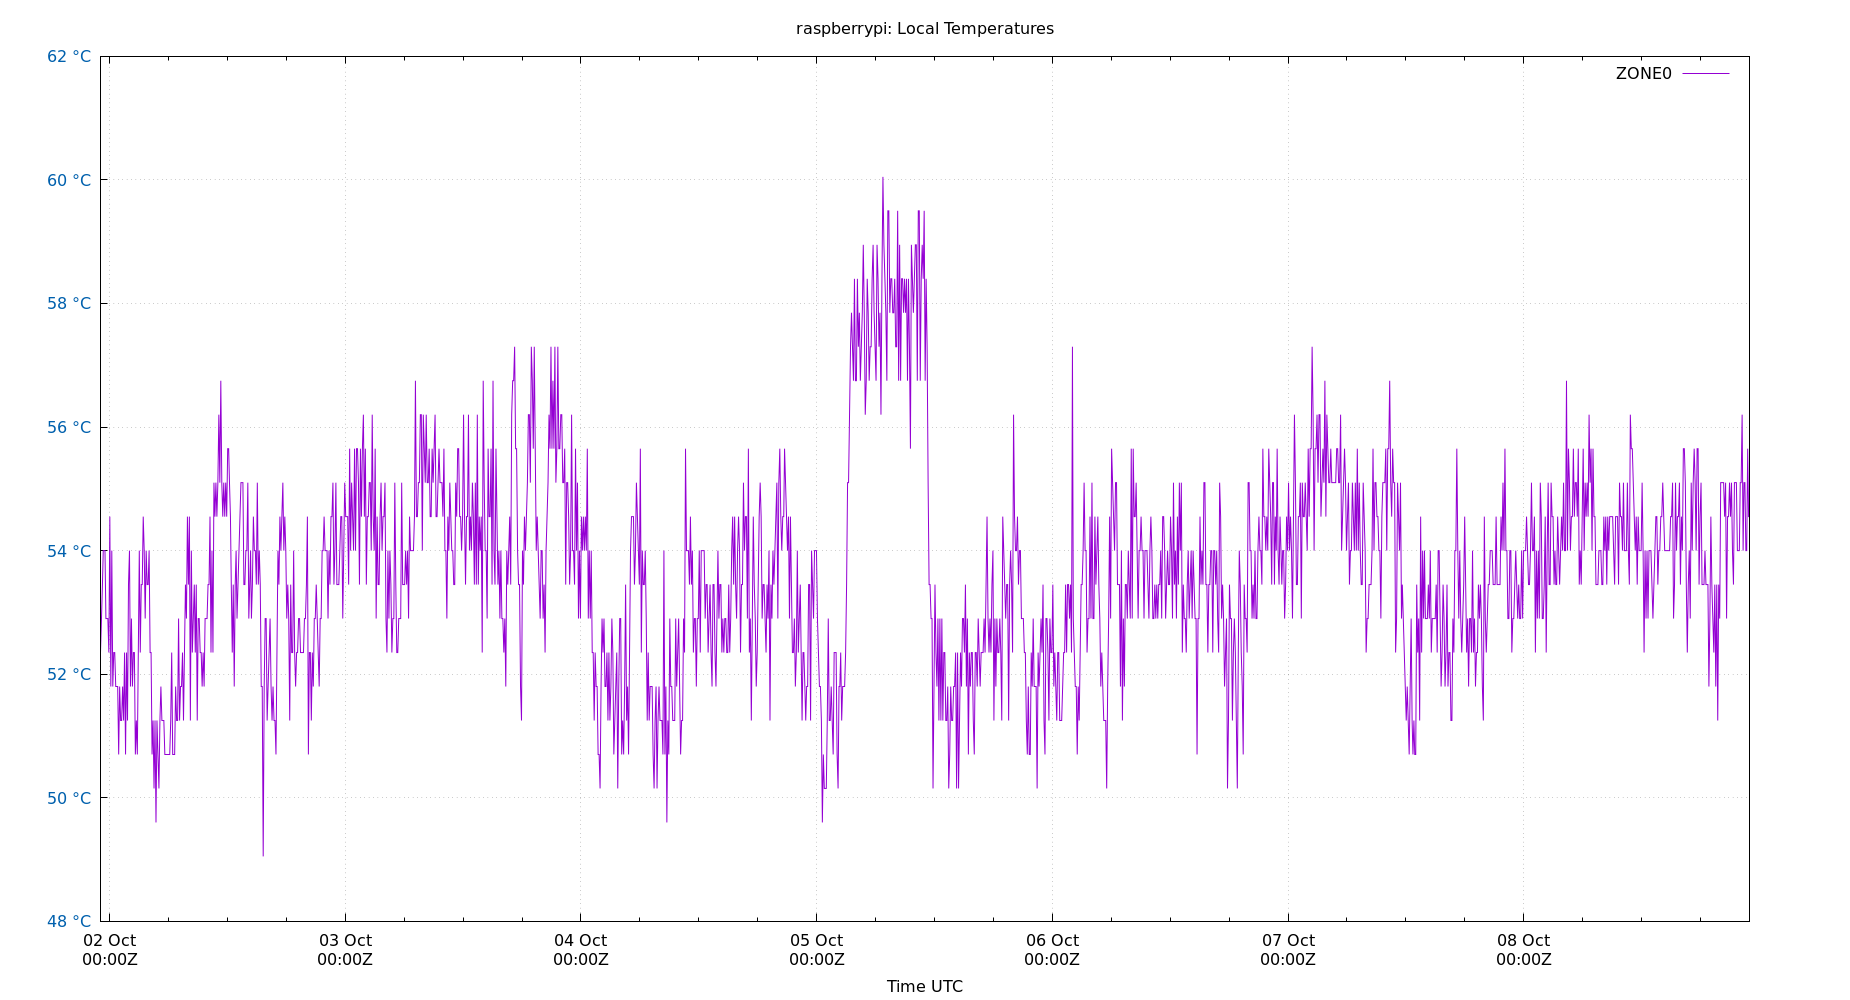 raspberrypi: Local Temperatures
62 °C
ZONE0
60 °C
58 °C
56 °C
54 °C
52 °C
50 °C
48 °C
02 Oct 03 Oct 04 Oct 05 Oct 06 Oct 07 Oct 08 Oct
00:00Z 00:00Z 00:00Z 00:00Z 00:00Z 00:00Z 00:00Z
Time UTC